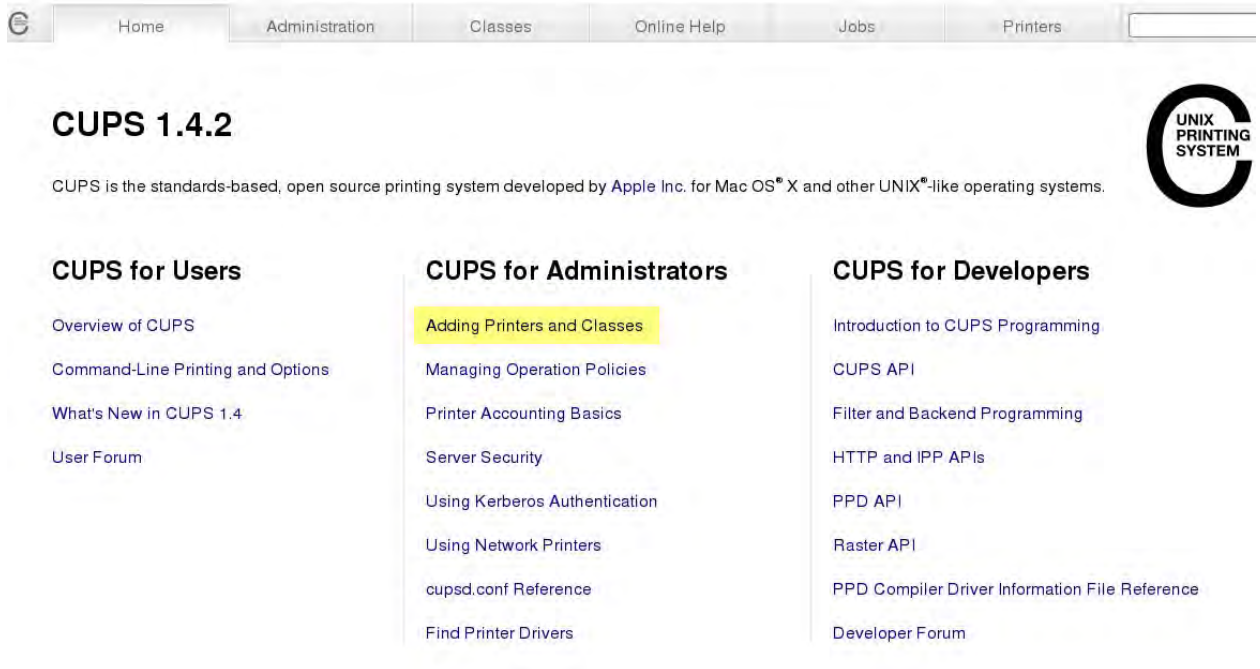 Home Administration Classes Online Help Jobs Printers
CUPS 1.4.2
UNIX
PRINTING
SYSTEM
CUPS is the standards-based, open source printing system developed by Apple Inc. for Mac OS® X and other UNIX®-like operating systems.
CUPS for Users
Overview of CUPS
Command-Line Printing and Options
What's New in CUPS 1.4
User Forum
CUPS for Administrators
Adding Printers and Classes
Managing Operation Policies
Printer Accounting Basics
Server Security
Using Kerberos Authentication
Using Network Printers
cupsd.conf Reference
Find Printer Drivers
CUPS for Developers
Introduction to CUPS Programming
CUPS API
Filter and Backend Programming
HTTP and IPP APIs
PPD API
Raster API
PPD Compiler Driver Information File Reference
Developer Forum